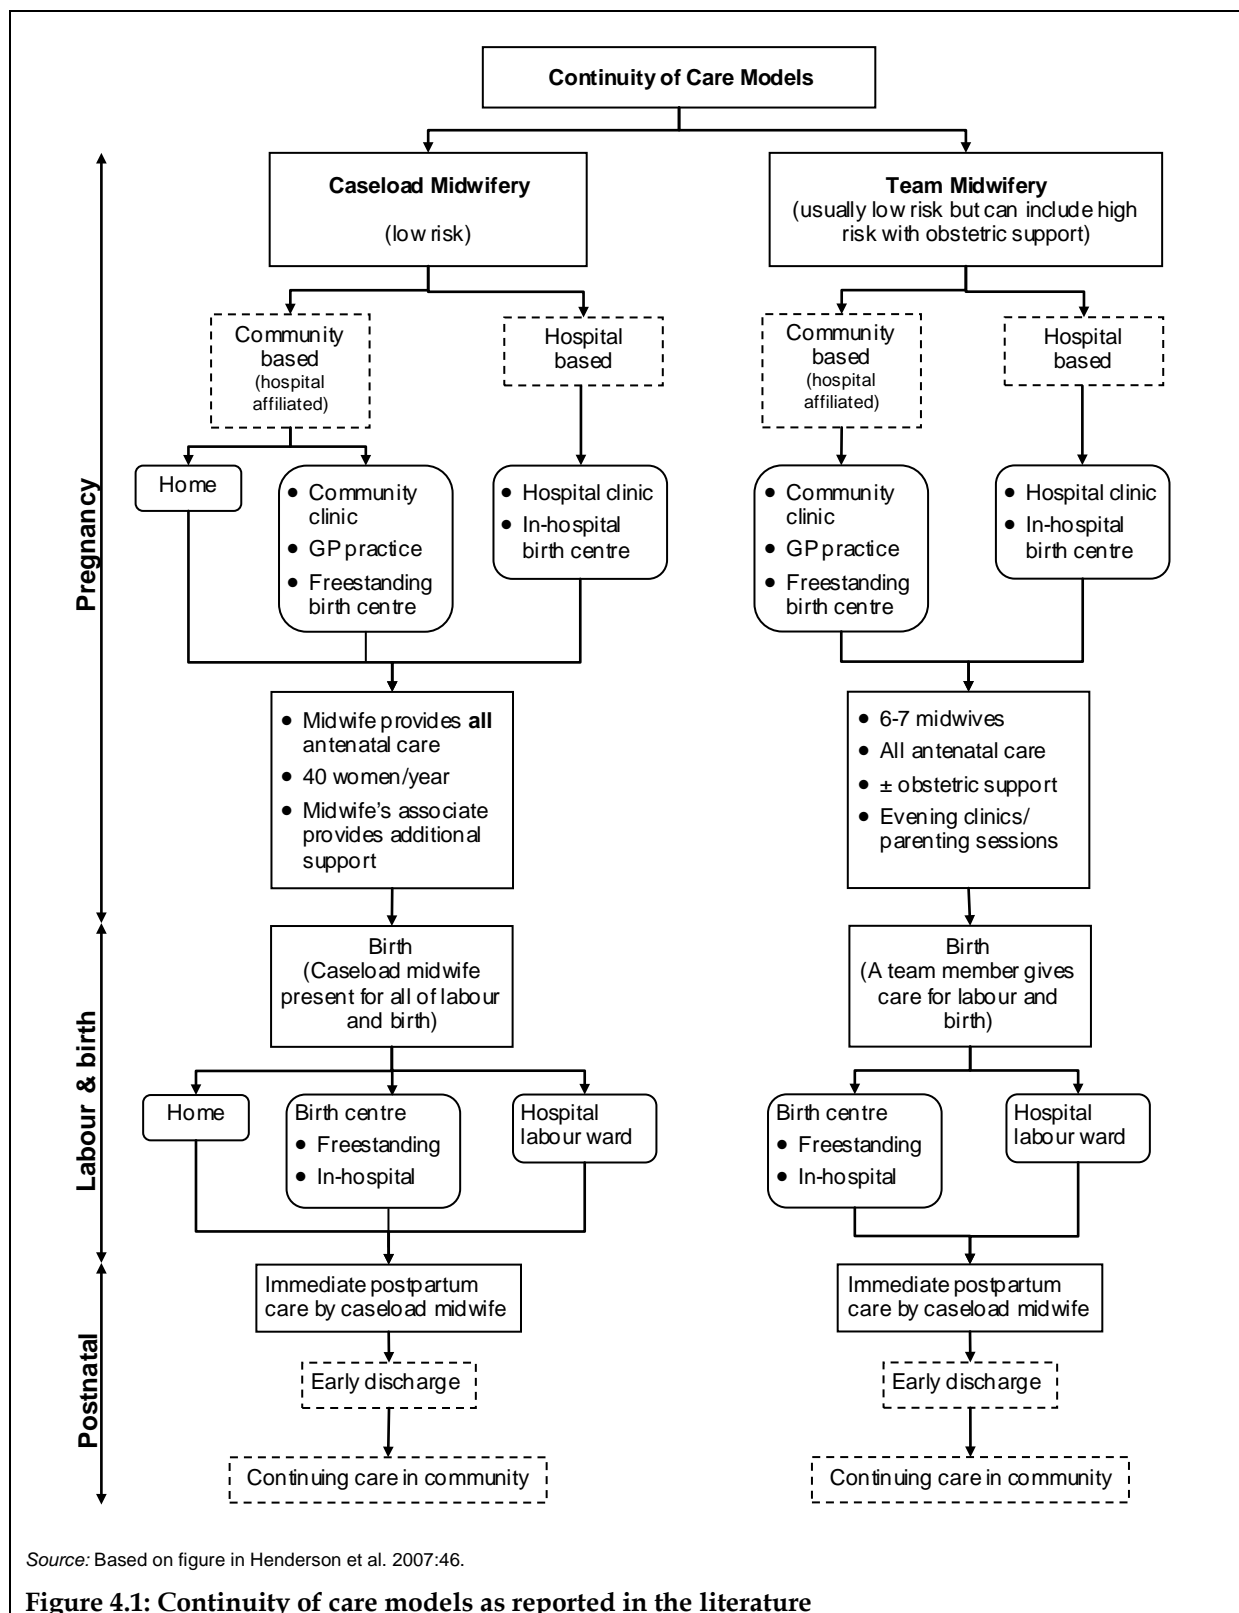 Continuity of Care Models
Caseload Midwifery
(low risk)
Team Midwifery
(usually low risk but can include high
risk with obstetric support)
Pregnancy
Community
based
(hospital
affiliated)
Hospital
based
Community
based
(hospital
affiliated)
Hospital
based
Home
• Community
clinic
• GP practice
• Freestanding
birth centre
• Hospital clinic
• In-hospital
birth centre
• Community
clinic
• GP practice
• Freestanding
birth centre
• Hospital clinic
• In-hospital
birth centre
• Midwife provides all
antenatal care
• 40 women/year
• Midwife's associate
provides additional
support
• 6-7 midwives
• All antenatal care
• ± obstetric support
• Evening clinics/
parenting sessions
Labour & birth
Birth
(Caseload midwife
present for all of labour
and birth)
Birth
(A team member gives
care for labour and
birth)
Home
Birth centre
• Freestanding
• In-hospital
Hospital
labour ward
Birth centre
• Freestanding
• In-hospital
Hospital
labour ward
Postnatal
Immediate postpartum
care by caseload midwife
Immediate postpartum
care by caseload midwife
Early discharge
Early discharge
Continuing care in community
Continuing care in community
Source: Based on figure in Henderson et al. 2007:46.
Figure 4.1: Continuity of care models as reported in the literature